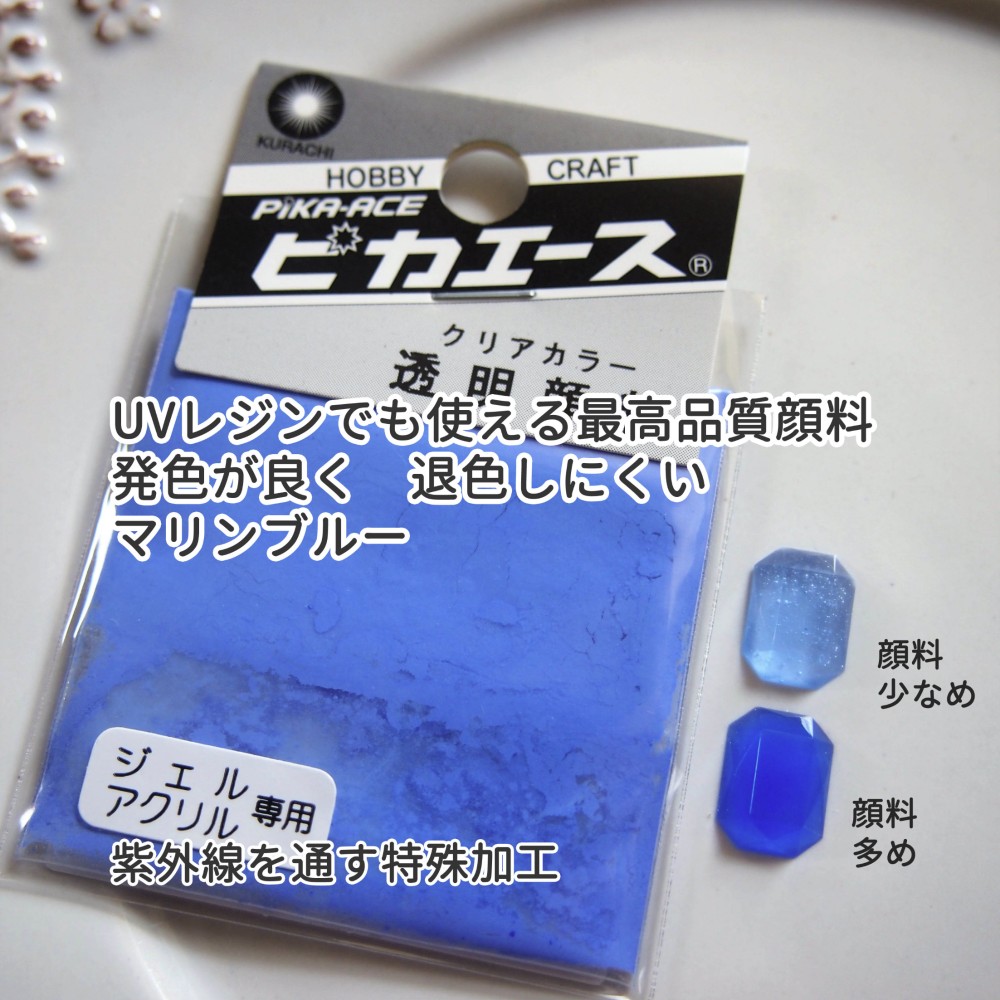 KURACHI
HOBBY CRAFT
PiKA-ACE
ピカエース®
クリアカラー
透明顔
UVレジンでも使える最高品質顔料
発色が良く 退色しにくい
マリンブルー
顔料
少なめ
顔料
多め
ジェル
アクリル 専用
紫外線を通す特殊加工